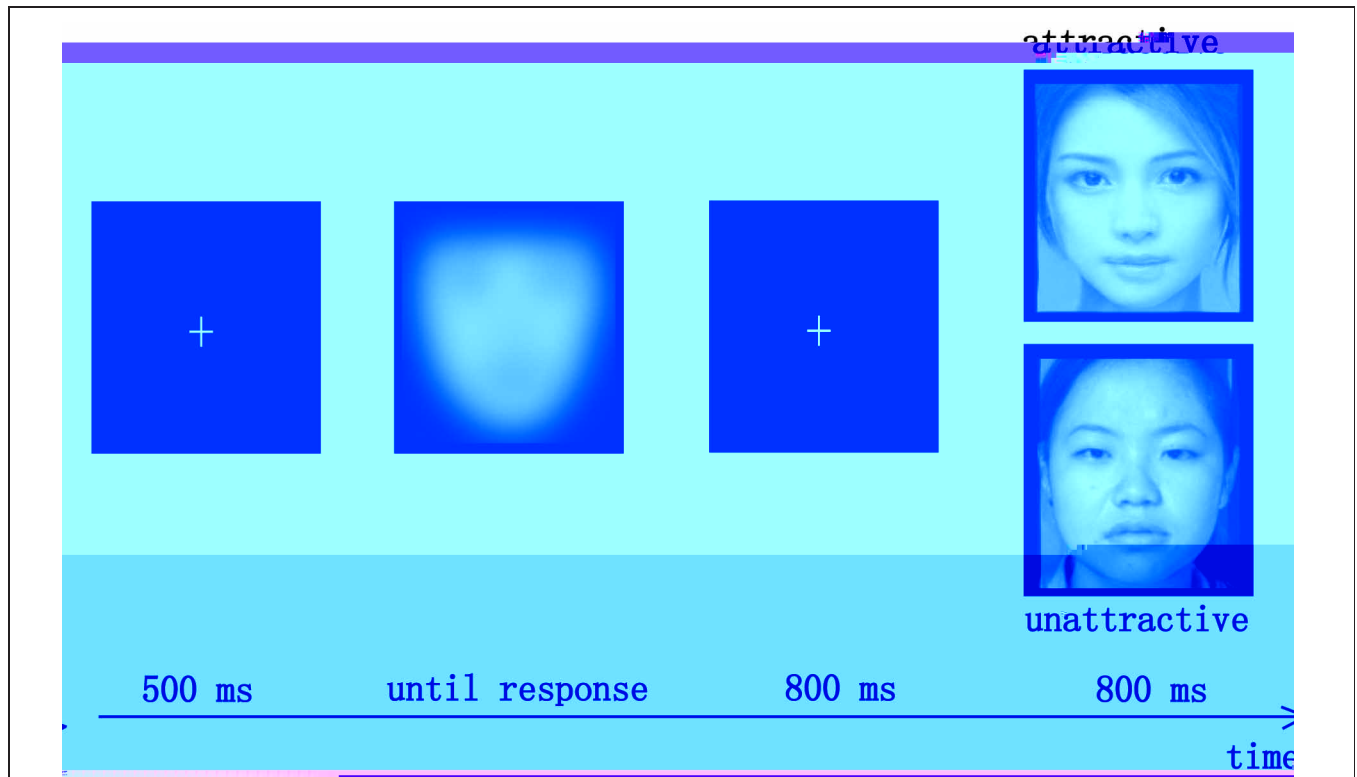 attractive
unattractive
500 ms until response 800 ms 800 ms
time